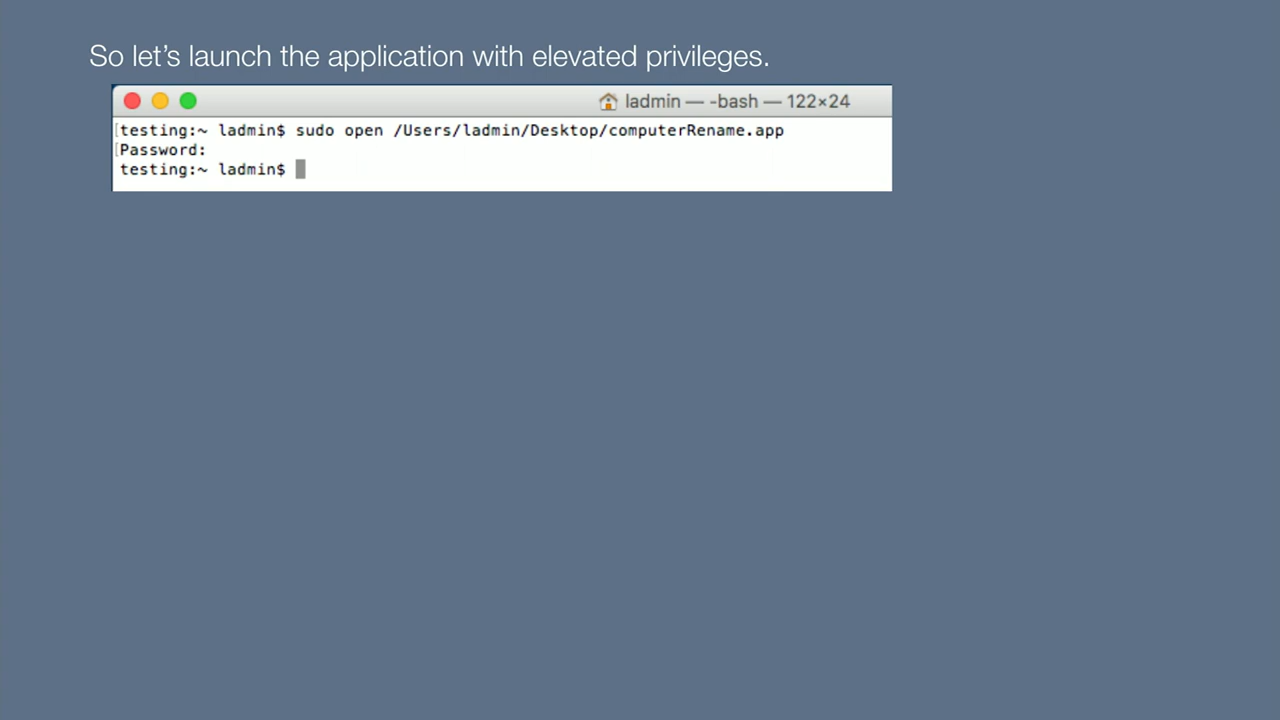 So let’s launch the application with elevated privileges.
ladmin — -bash — 122×24
[testing:~ ladmin$ sudo open /Users/ladmin/Desktop/computerRename.app
[Password:
testing:~ ladmin$